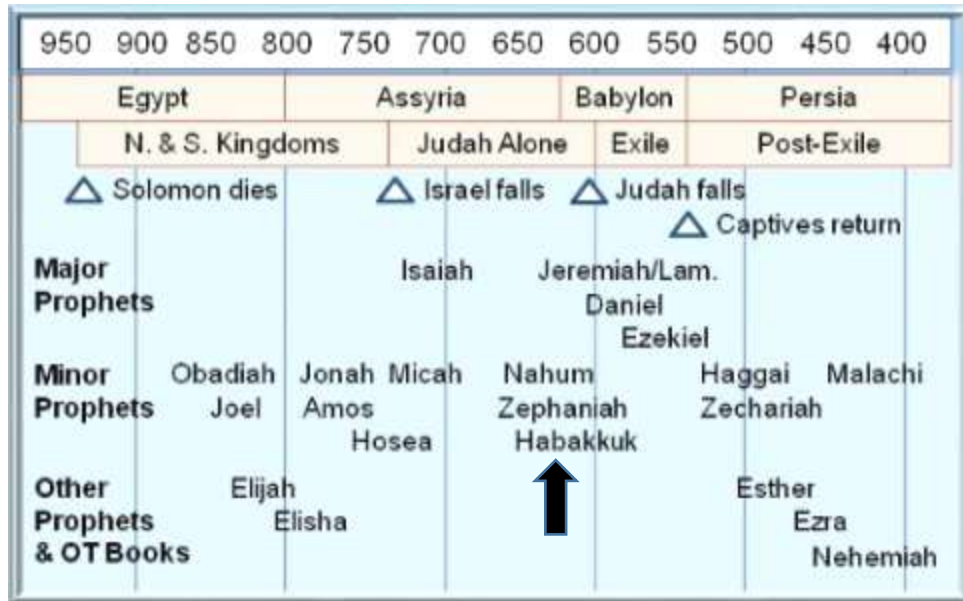 950 900 850 800 750 700 650 600 550 500 450 400
Egypt Assyria Babylon Persia
N. & S. Kingdoms Judah Alone Exile Post-Exile
Solomon dies Israel falls Judah falls
Captives return
Major Isaiah Jeremiah/Lam.
Prophets Daniel
Ezekiel
Minor Obadiah Jonah Micah Nahum Haggai Malachi
Prophets Joel Amos Zephaniah Zechariah
Hosea Habakkuk
Other Elijah Esther
Prophets Elisha Ezra
& OT Books Nehemiah